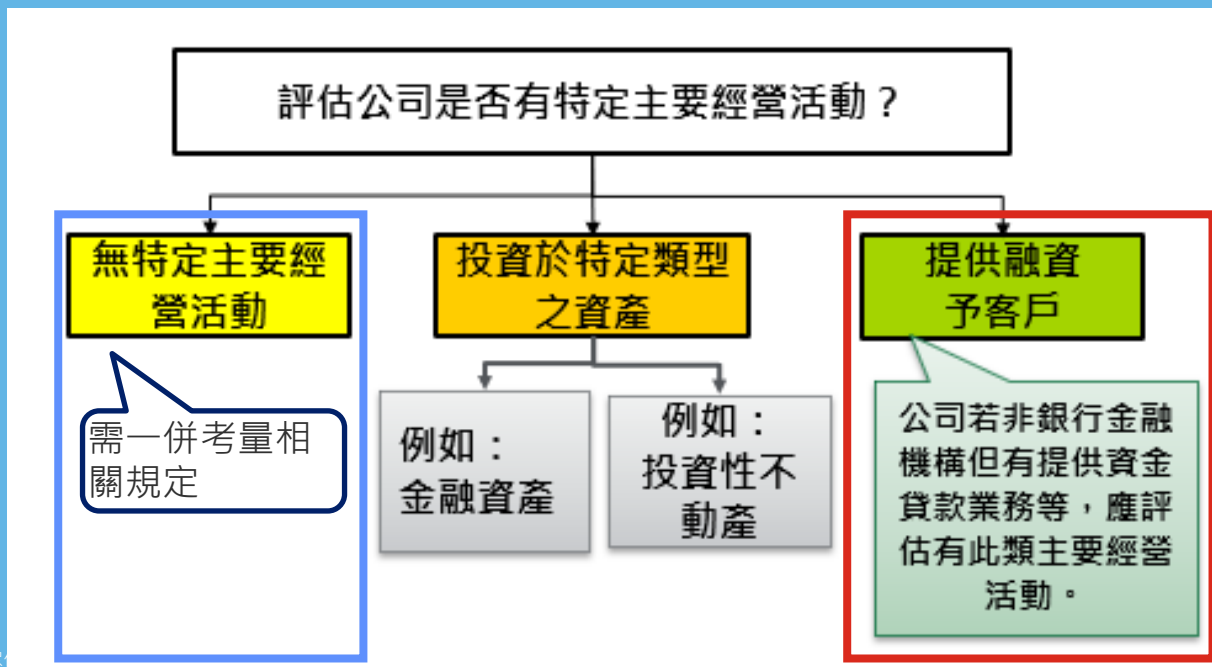 評估公司是否有特定主要經營活動？
無特定主要經
營活動
投資於特定類型
之資產
提供融資
予客戶
需一併考量相
關規定
例如：
金融資產
例如：
投資性不
動產
公司若非銀行金融
機構但有提供資金
貸款業務等，應評
估有此類主要經營
活動。